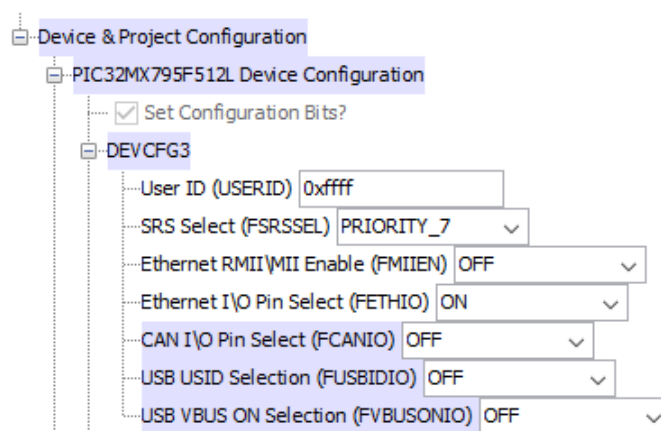 Device & Project Configuration
PIC32MX795F512L Device Configuration
Set Configuration Bits?
DEVCFG3
User ID (USERID) 0xffff
SRS Select (FSRSSEL) PRIORITY_7
Ethernet RMII\MII Enable (FMIIEN) OFF
Ethernet I\O Pin Select (FETHIO) ON
CAN I\O Pin Select (FCANIO) OFF
USB USID Selection (FUSBIDIO) OFF
USB VBUS ON Selection (FVBUSONIO) OFF